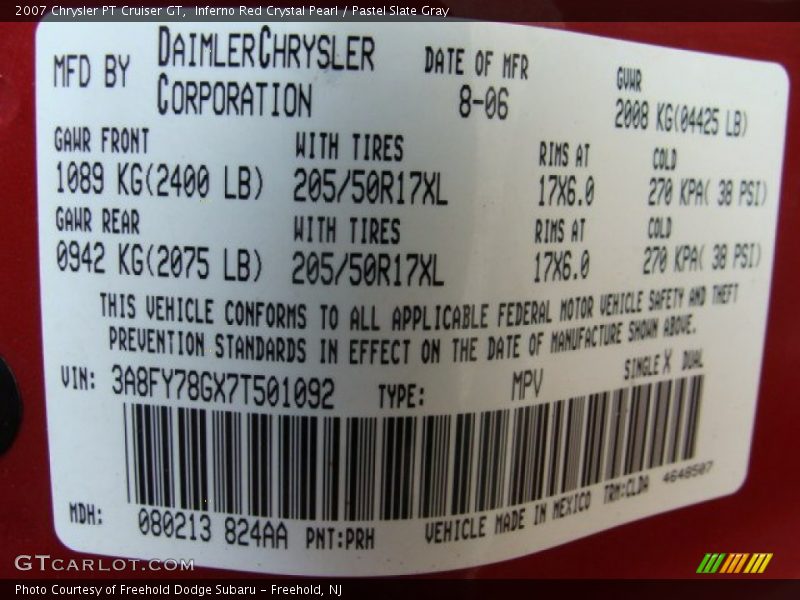 2007 Chrysler PT Cruiser GT,  Inferno Red Crystal Pearl / Pastel Slate Gray
MFD BY DAIMLERCHRYSLER CORPORATION
DATE OF MFR
8-06
GVWR
2008 KG(04425 LB)
GAWR FRONT WITH TIRES RIMS AT COLD
1089 KG(2400 LB) 205/50R17XL 17X6.0 270 KPA( 38 PSI)
GAWR REAR WITH TIRES RIMS AT COLD
0942 KG(2075 LB) 205/50R17XL 17X6.0 270 KPA( 38 PSI)
THIS VEHICLE CONFORMS TO ALL APPLICABLE FEDERAL MOTOR VEHICLE SAFETY AND THEFT
PREVENTION STANDARDS IN EFFECT ON THE DATE OF MANUFACTURE SHOWN ABOVE.
VIN: 3A8FY78GX7T501092 TYPE: MPV SINGLE X DUAL
MDH: 080213 824AA PNT:PRH VEHICLE MADE IN MEXICO TRM:CLDA 4648507
GTCARLOT.COM
Photo Courtesy of Freehold Dodge Subaru - Freehold, NJ